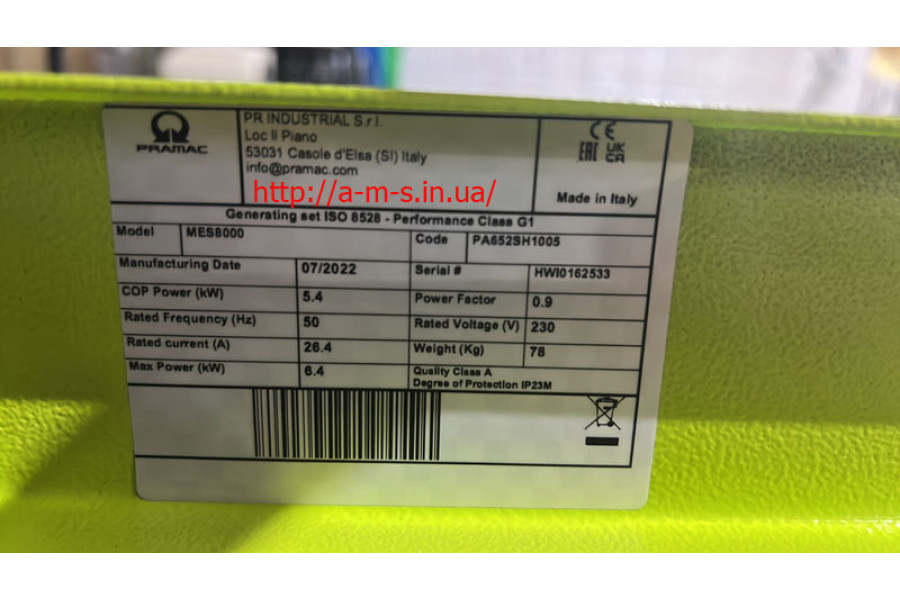 PRAMAC
PR INDUSTRIAL S.r.l.
Loc Il Piano
53031 Casole d'Elsa (SI) Italy
info@pramac.com
http://a-m-s.in.ua/
CE
EAC UK CA
Made in Italy
Generating set ISO 8528 - Performance Class G1
Model MES8000 Code PA652SH1005
Manufacturing Date 07/2022 Serial # HWI0162533
COP Power (kW) 5.4 Power Factor 0.9
Rated Frequency (Hz) 50 Rated Voltage (V) 230
Rated current (A) 26.4 Weight (Kg) 78
Max Power (kW) 6.4 Quality Class A
Degree of Protection IP23M